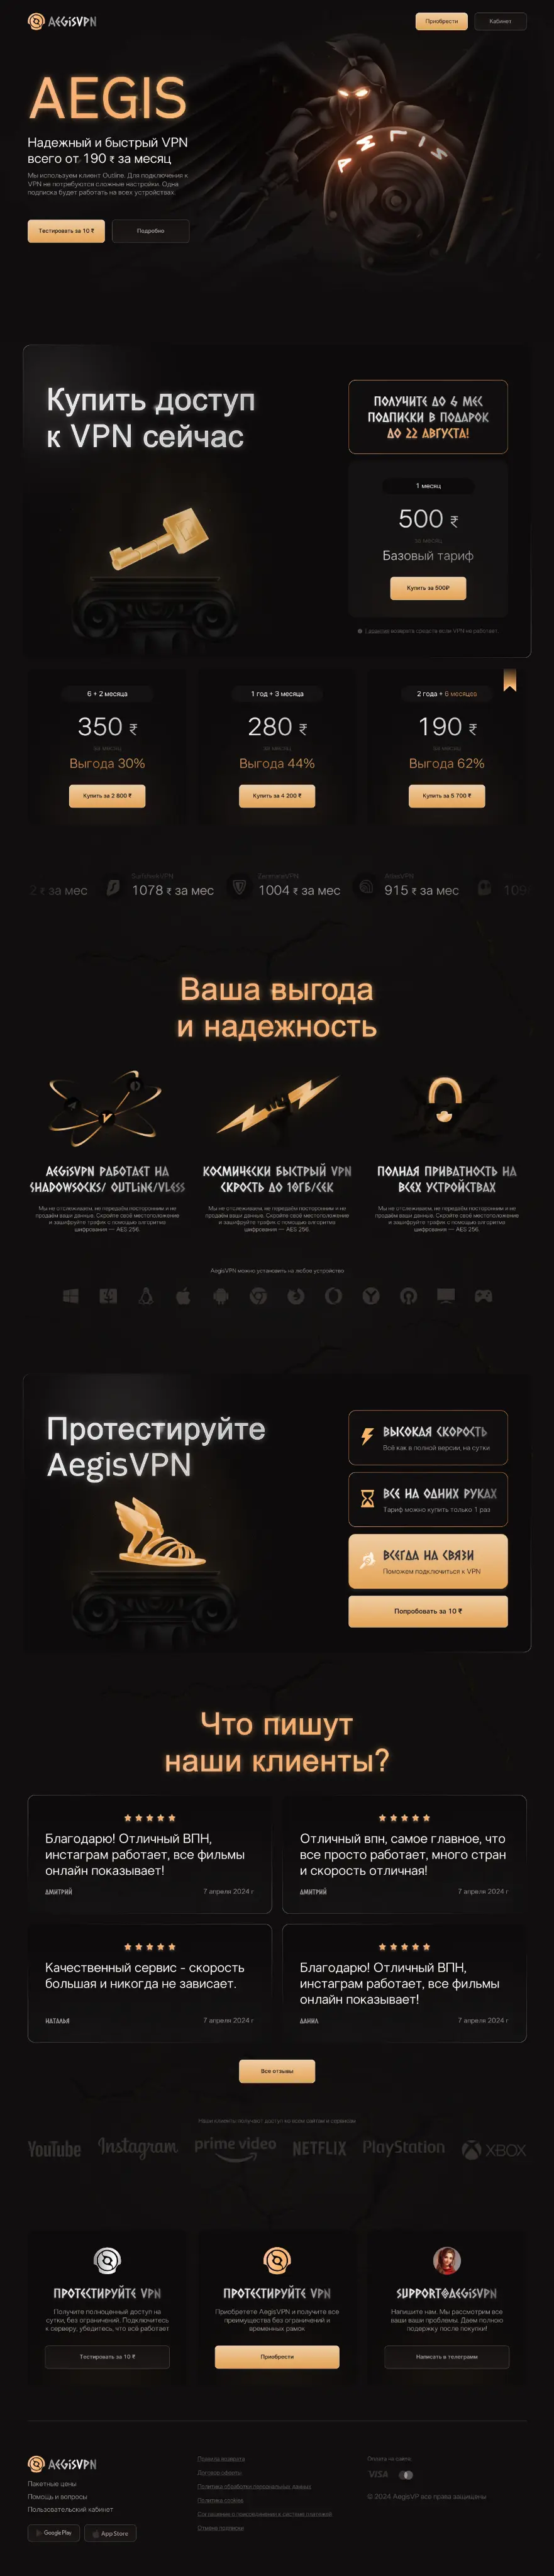 AEGISVPN
Приобрести
Кабинет
AEGIS
Надежный и быстрый VPN
всего от 190 ₽ за месяц
Мы используем клиент Outline. Для подключения к
VPN не потребуются сложные настройки. Одна
подписка будет работать на всех устройствах.
Тестировать за 10 ₽
Подробно
Купить доступ
к VPN сейчас
ПОЛУЧИТЕ ДО 6 МЕС
ПОДПИСКИ В ПОДАРОК
ДО 22 АВГУСТА!
1 месяц
500 ₽
за месяц
Базовый тариф
Купить за 500₽
Гарантия возврата средств если VPN не работает.
6 + 2 месяца
350 ₽
за месяц
Выгода 30%
Купить за 2 800 ₽
1 год + 3 месяца
280 ₽
за месяц
Выгода 44%
Купить за 4 200 ₽
2 года + 6 месяцев
190 ₽
за месяц
Выгода 62%
Купить за 5 700 ₽
2 ₽ за мес
SurfsharkVPN
1078 ₽ за мес
1004 ₽ за мес
915 ₽ за мес
109
Ваша выгода
и надежность
AEGISVPN РАБОТАЕТ НА
SHADOWSOCKS/ OUTLINE/VLESS
Мы не отслеживаем, не передаём посторонним и не
продаём ваши данные. Скройте своё местоположение
и зашифруйте трафик с помощью алгоритма
шифрования — AES 256.
КОСМИЧЕСКИ БЫСТРЫЙ VPN
СКРОСТЬ ДО 10ГБ/СЕК
Мы не отслеживаем, не передаём посторонним и не
продаём ваши данные. Скройте своё местоположение
и зашифруйте трафик с помощью алгоритма
шифрования — AES 256.
ПОЛНАЯ ПРИВАТНОСТЬ НА
ВСЕХ УСТРОЙСТВАХ
Мы не отслеживаем, не передаём посторонним и не
продаём ваши данные. Скройте своё местоположение
и зашифруйте трафик с помощью алгоритма
шифрования — AES 256.
AegisVPN можно установить на любое устройство
Протестируйте
AegisVPN
ВЫСОКАЯ СКОРОСТЬ
Всё как в полной версии, на сутки
ВСЕ НА ОДНИХ РУКАХ
Тариф можно купить только 1 раз
ВСЕГДА НА СВЯЗИ
Поможем подключиться к VPN
Попробовать за 10 ₽
Что пишут
наши клиенты?
Благодарю! Отличный ВПН,
инстаграм работает, все фильмы
онлайн показывает!
ДМИТРИЙ
7 апреля 2024 г
Отличный впн, самое главное, что
все просто работает, много стран
и скорость отличная!
ДМИТРИЙ
7 апреля 2024 г
Качественный сервис - скорость
большая и никогда не зависает.
НАТАЛЬЯ
7 апреля 2024 г
Благодарю! Отличный ВПН,
инстаграм работает, все фильмы
онлайн показывает!
ДАНИЛ
7 апреля 2024 г
Все отзывы
Наши клиенты получают доступ ко всем сайтам и сервисам
YouTube
Instagram
prime video
NETFLIX
PlayStation
XBOX
ПРОТЕСТИРУЙТЕ VPN
Получите полноценный доступ на
сутки, без ограничений. Подключитесь
к серверу, убедитесь, что всё работает
Тестировать за 10 ₽
ПРОТЕСТИРУЙТЕ VPN
Приобретете AegisVPN и получите все
преимущества без ограничений и
временных рамок
Приобрести
SUPPORT@AEGISVPN
Напишите нам. Мы рассмотрим все
ваши ваши проблемы. Даем полною
подержку после покупки!
Написать в телеграмм
AEGISVPN
Пакетные цены
Помощь и вопросы
Пользовательский кабинет
Google Play
App Store
Правила возврата
Договор оферты
Политика обработки персональных данных
Политика cookies
Соглашение о присоединении к системе платежей
Отмена подписки
Оплата на сайте
VISA
© 2024 AegisVP все права защищены